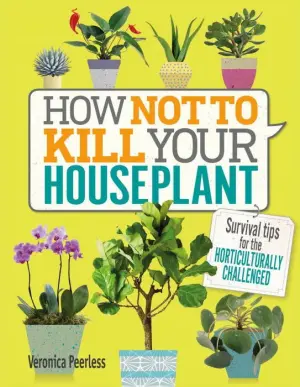 HOW NOT TO
KILL YOUR
HOUSEPLANT
Survival tips
for the
HORTICULTURALLY
CHALLENGED
Veronica Peerless